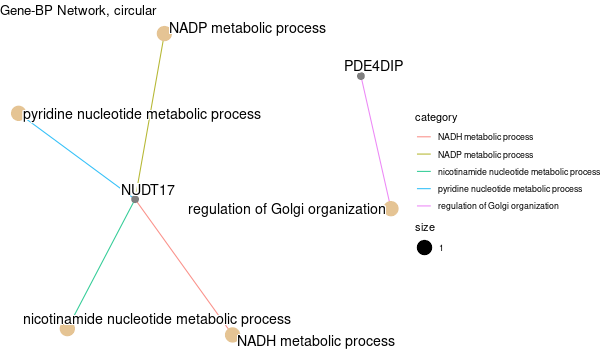 Gene-BP Network, circular
NADP metabolic process
PDE4DIP
pyridine nucleotide metabolic process
NUDT17
regulation of Golgi organization
nicotinamide nucleotide metabolic process
NADH metabolic process
category
NADH metabolic process
NADP metabolic process
nicotinamide nucleotide metabolic process
pyridine nucleotide metabolic process
regulation of Golgi organization
size
1